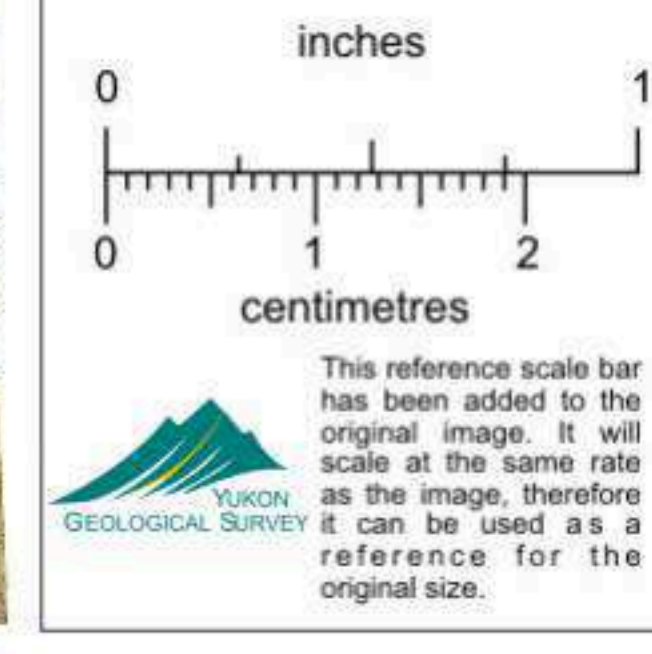 inches
0 1
0 1 2
centimetres
This reference scale bar
has been added to the
original image. It will
scale at the same rate
as the image, therefore
it can be used as a
reference for the
original size.
YUKON
GEOLOGICAL SURVEY